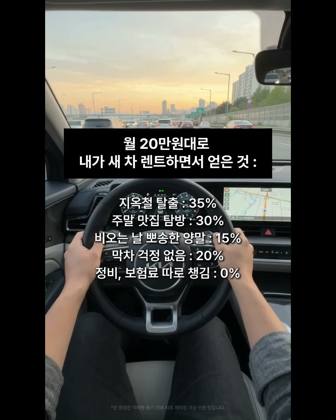 월 20만원대로
내가 새 차 렌트하면서 얻은 것 :
지옥철 탈출 : 35%
주말 맛집 탐방 : 30%
비오는 날 뽀송한 양말 : 15%
막차 걱정 없음 : 20%
정비, 보험료 따로 챙김 : 0%
KIA